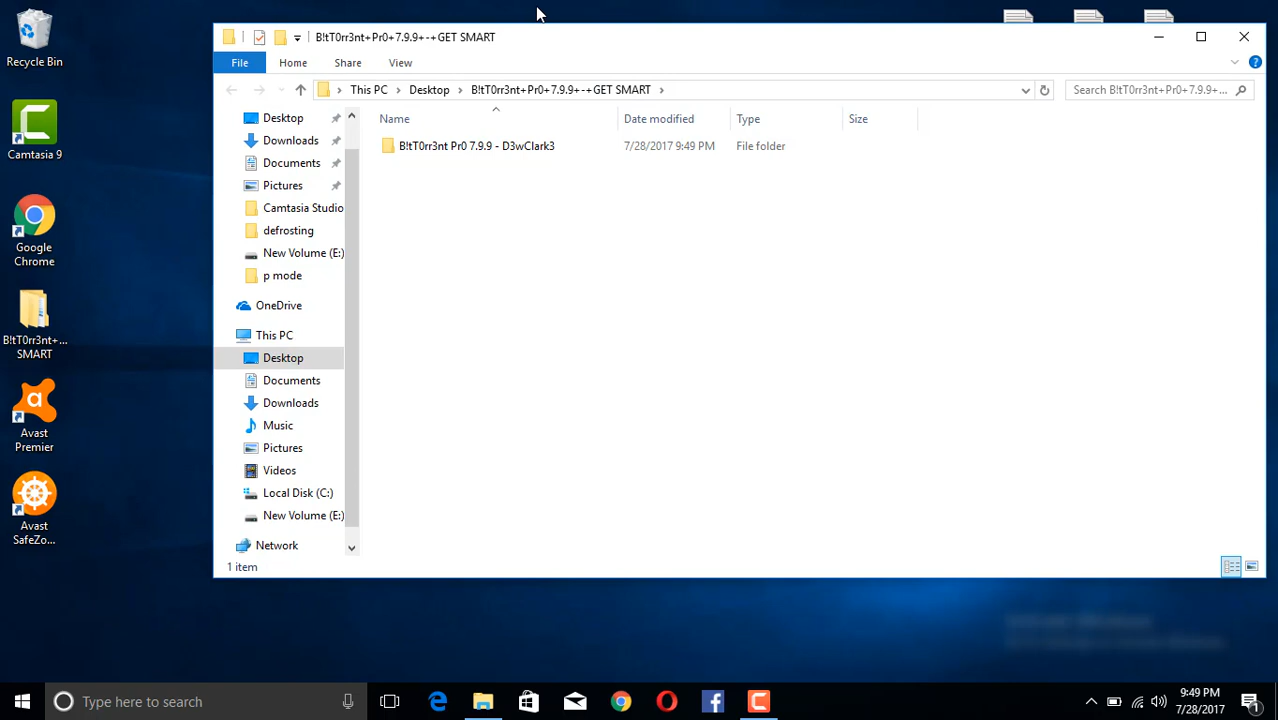 B!tT0rr3nt+Pr0+7.9.9+-+GET SMART
File Home Share View
This PC Desktop B!tT0rr3nt+Pr0+7.9.9+-+GET SMART
Search B!tT0rr3nt+Pr0+7.9.9+-...
Name Date modified Type Size
B!tT0rr3nt Pr0 7.9.9 - D3wClark3 7/28/2017 9:49 PM File folder
Desktop
Downloads
Documents
Pictures
Camtasia Studio
defrosting
New Volume (E:)
p mode
OneDrive
This PC
Desktop
Documents
Downloads
Music
Pictures
Videos
Local Disk (C:)
New Volume (E:)
Network
1 item
Recycle Bin
Camtasia 9
Google
Chrome
B!tT0rr3nt+...
SMART
Avast
Premier
Avast
SafeZo...
Type here to search
9:49 PM
7/28/2017
1